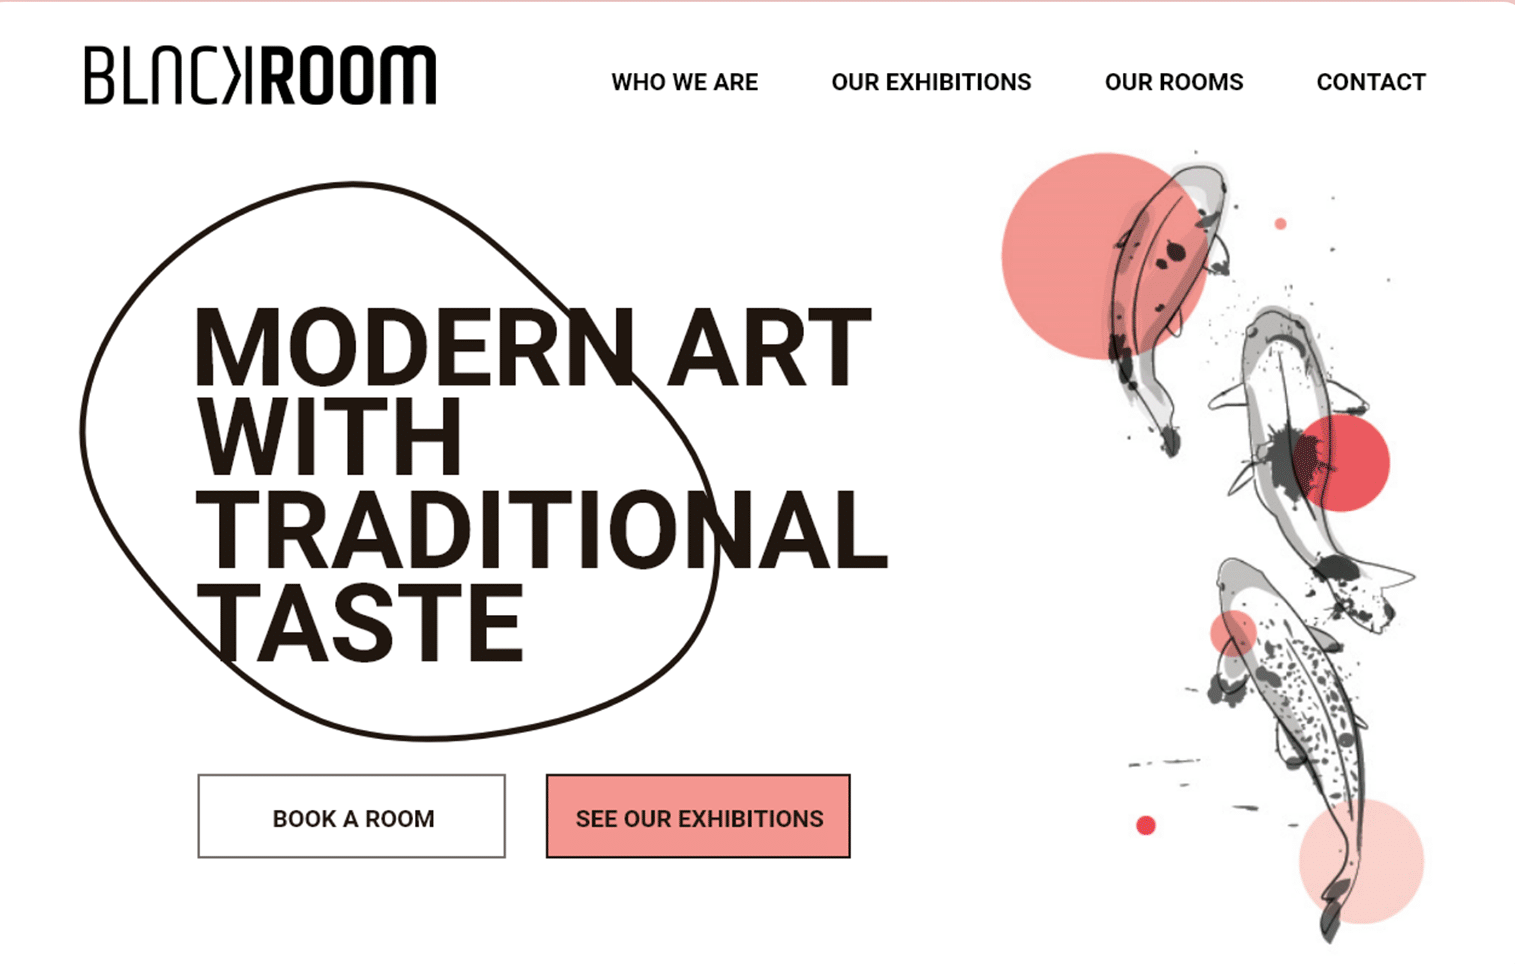 BLACKROOM
WHO WE ARE
OUR EXHIBITIONS
OUR ROOMS
CONTACT
MODERN ART
WITH
TRADITIONAL
TASTE
BOOK A ROOM
SEE OUR EXHIBITIONS